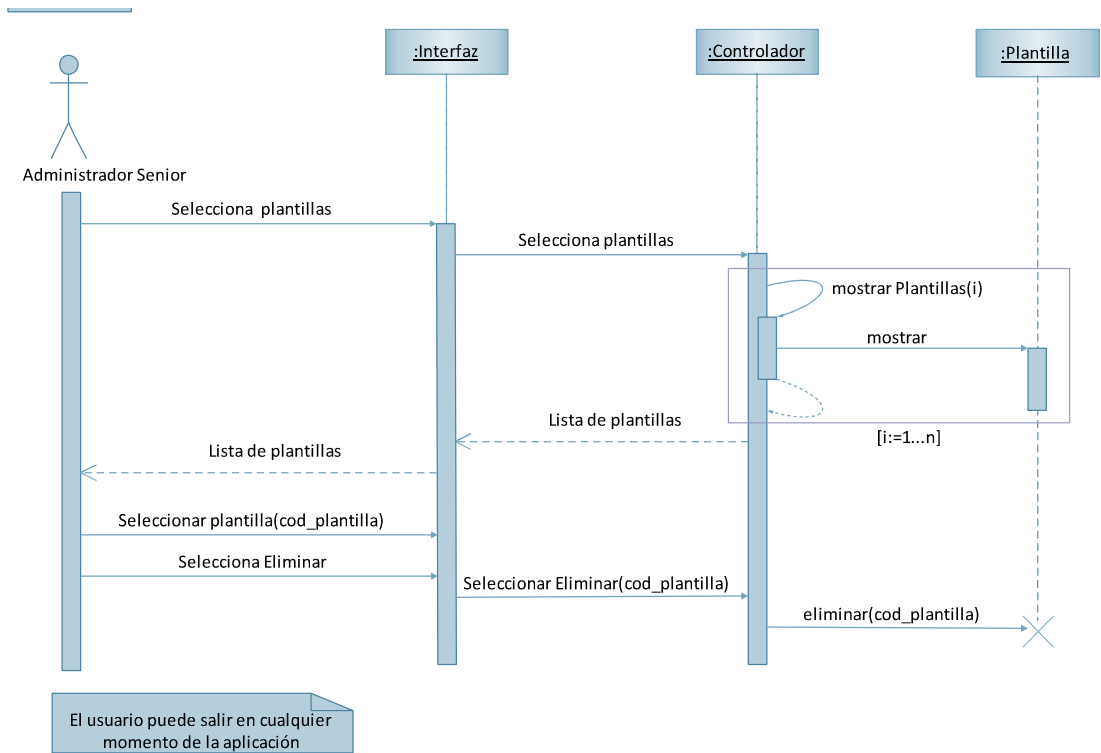 :Interfaz
:Controlador
:Plantilla
Administrador Senior
Selecciona plantillas
Selecciona plantillas
mostrar Plantillas(i)
mostrar
Lista de plantillas
[i:=1...n]
Lista de plantillas
Seleccionar plantilla(cod_plantilla)
Selecciona Eliminar
Seleccionar Eliminar(cod_plantilla)
eliminar(cod_plantilla)
El usuario puede salir en cualquier
momento de la aplicación